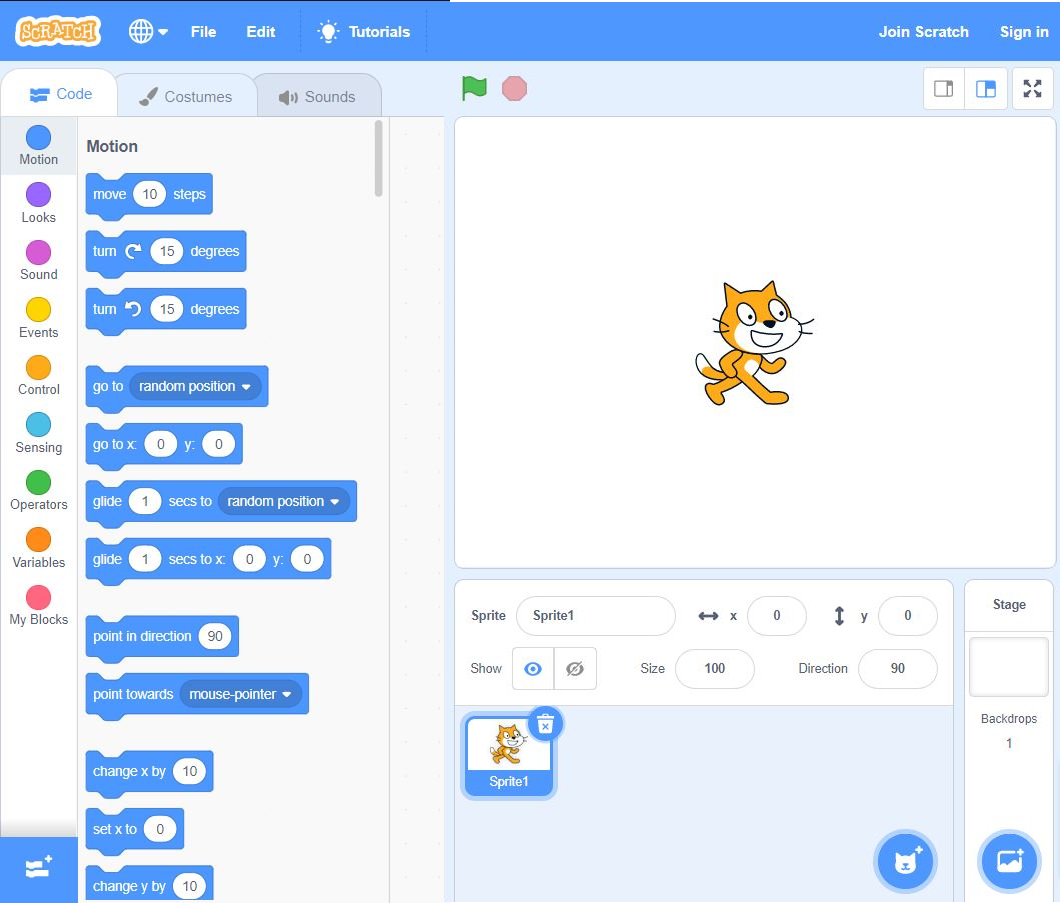 SCRATCH File Edit Tutorials Join Scratch Sign in
Code Costumes Sounds
Motion
Looks
Sound
Events
Control
Sensing
Operators
Variables
My Blocks
Motion
move 10 steps
turn 15 degrees
turn 15 degrees
go to random position
go to x: 0 y: 0
glide 1 secs to random position
glide 1 secs to x: 0 y: 0
point in direction 90
point towards mouse-pointer
change x by 10
set x to 0
change y by 10
Sprite Sprite1 x 0 y 0
Show Size 100 Direction 90
Sprite1
Stage
Backdrops
1